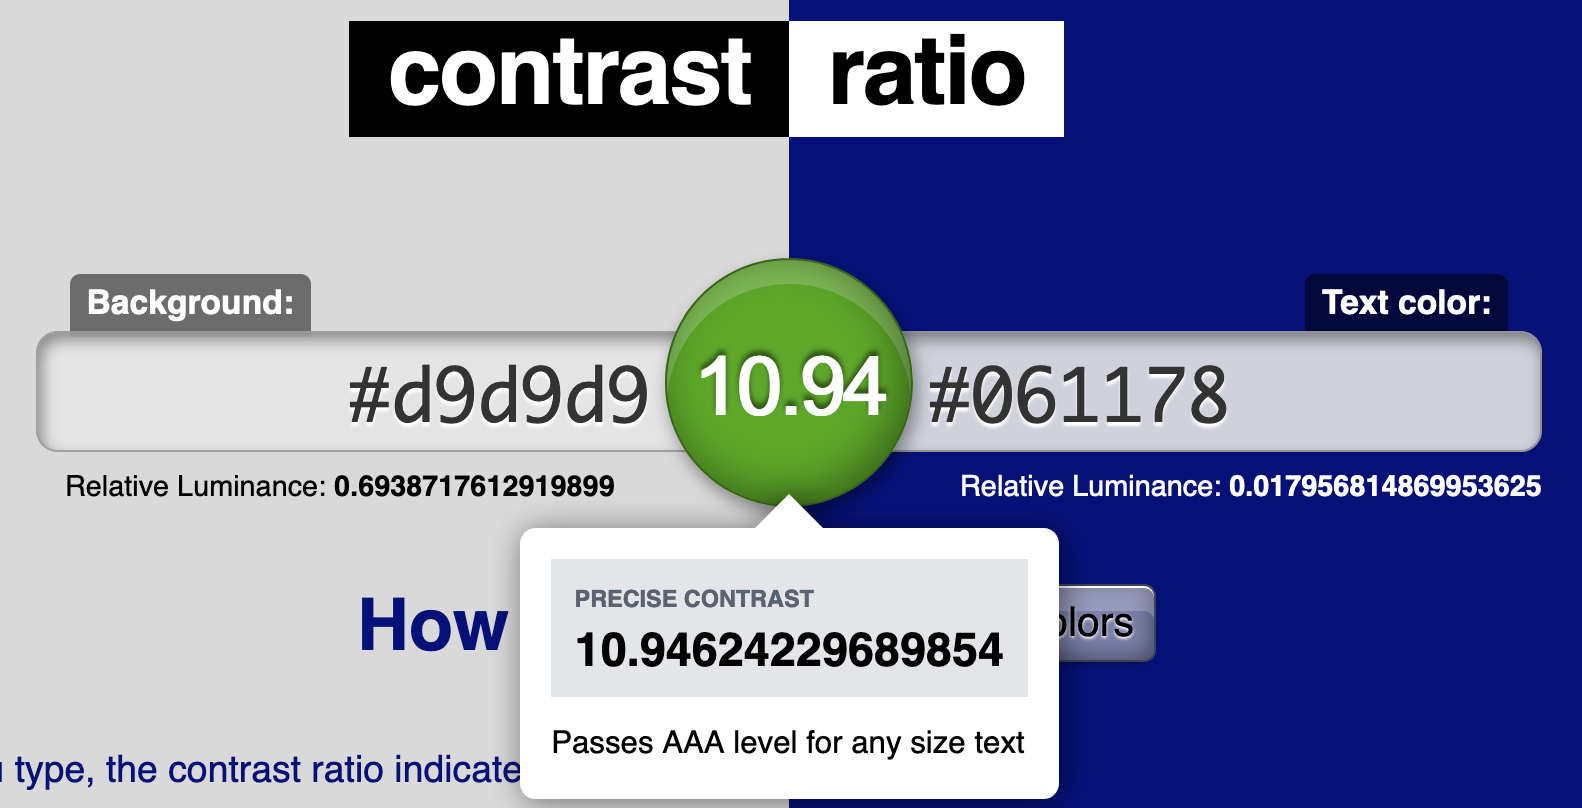 contrast ratio
Background:
Text color:
#d9d9d9 10.94 #061178
Relative Luminance: 0.6938717612919899
Relative Luminance: 0.017956814869953625
PRECISE CONTRAST
10.94624229689854
Passes AAA level for any size text
How
type, the contrast ratio indicate